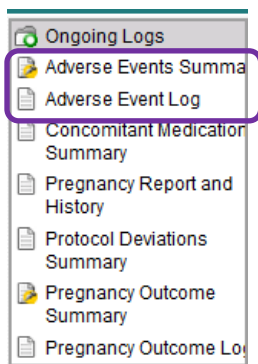 Ongoing Logs
Adverse Events Summa
Adverse Event Log
Concomitant Medication
Summary
Pregnancy Report and
History
Protocol Deviations
Summary
Pregnancy Outcome
Summary
Pregnancy Outcome Log